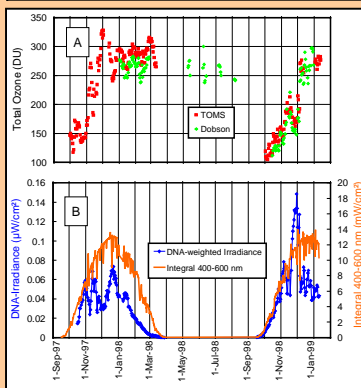 A
Total Ozone (DU)
350
300
250
200
150
100
TOMS
Dobson
B
DNA-Irradiance (µW/cm²)
0.16
0.14
0.12
0.1
0.08
0.06
0.04
0.02
0
DNA-weighted Irradiance
Integral 400-600 nm
20
18
16
14
12
10
8
6
4
2
0
Integral 400-600 nm (mW/cm²)
1-Sep-97
1-Nov-97
1-Jan-98
1-Mar-98
1-May-98
1-Jul-98
1-Sep-98
1-Nov-98
1-Jan-99